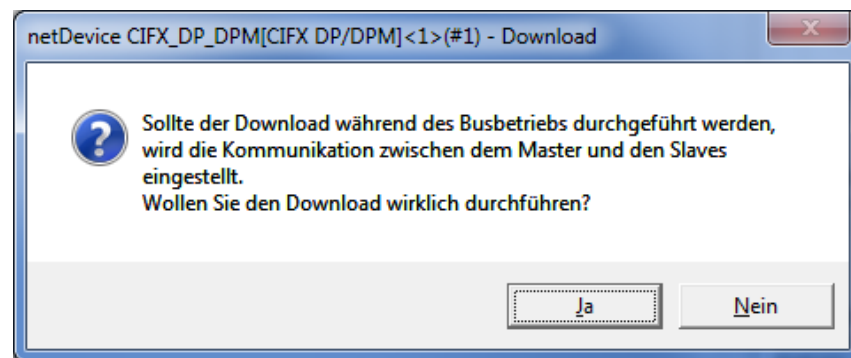 netDevice CIFX_DP_DPM[CIFX DP/DPM]<1>(#1) - Download
Sollte der Download während des Busbetriebs durchgeführt werden,
wird die Kommunikation zwischen dem Master und den Slaves
eingestellt.
Wollen Sie den Download wirklich durchführen?
Ja
Nein